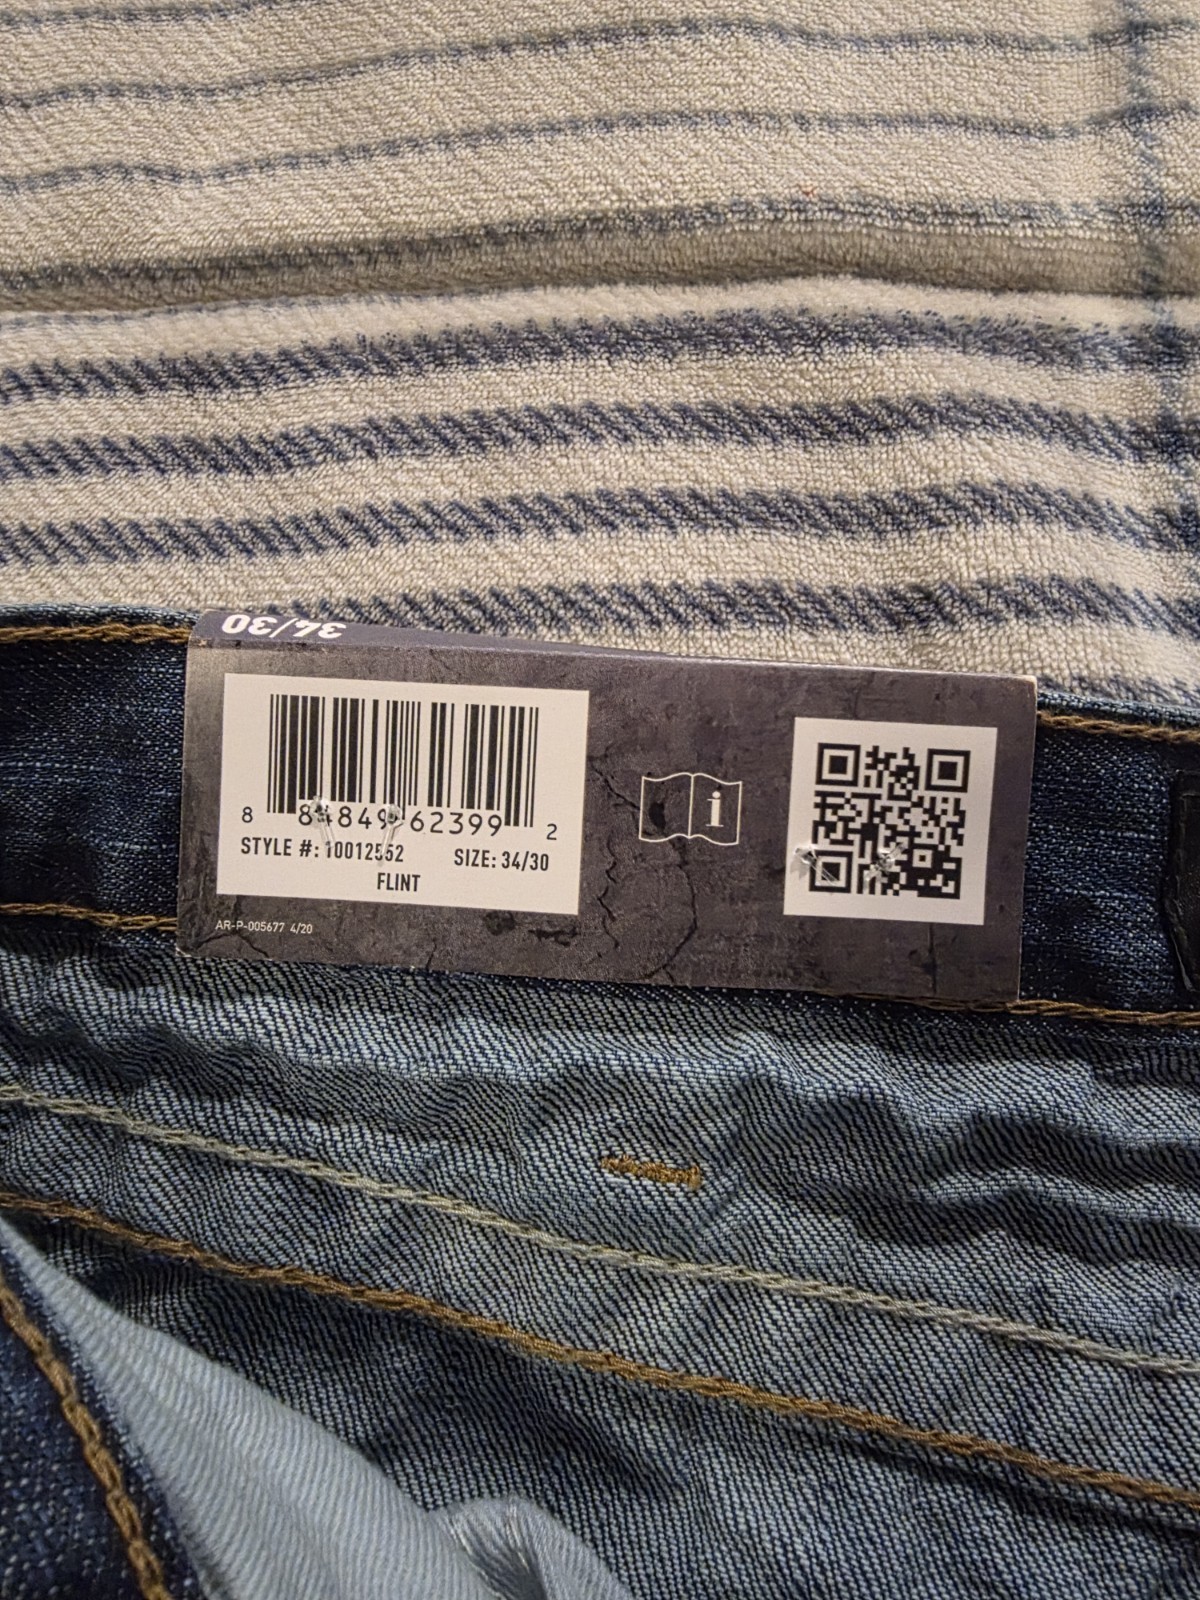 34/30
8 84849 62399 2
STYLE #: 10012552 SIZE: 34/30
FLINT
AR-P-005677 4/20
i